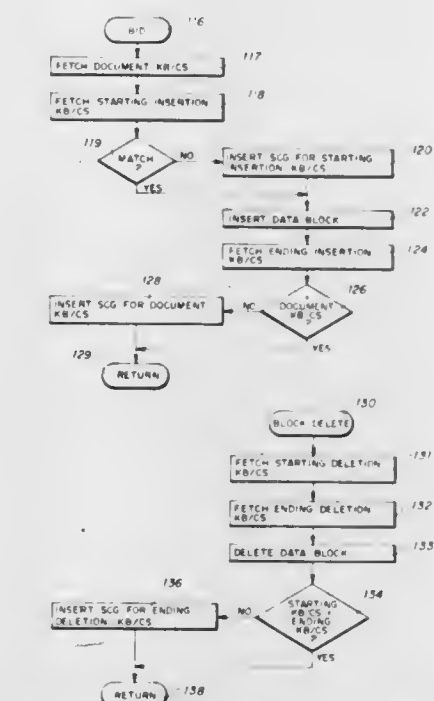 BID
116
FETCH DOCUMENT KB/CS
117
FETCH STARTING INSERTION
KB/CS
118
119
MATCH
?
NO
YES
INSERT SCG FOR STARTING
INSERTION KB/CS
120
INSERT DATA BLOCK
122
FETCH ENDING INSERTION
KB/CS
124
126
DOCUMENT
KB/CS
?
NO
YES
128
INSERT SCG FOR DOCUMENT
KB/CS
129
RETURN
130
BLOCK DELETE
FETCH STARTING DELETION
KB/CS
131
FETCH ENDING DELETION
KB/CS
132
DELETE DATA BLOCK
133
134
STARTING
KB/CS =
ENDING
KB/CS
?
NO
YES
136
INSERT SCG FOR ENDING
DELETION KB/CS
RETURN
138